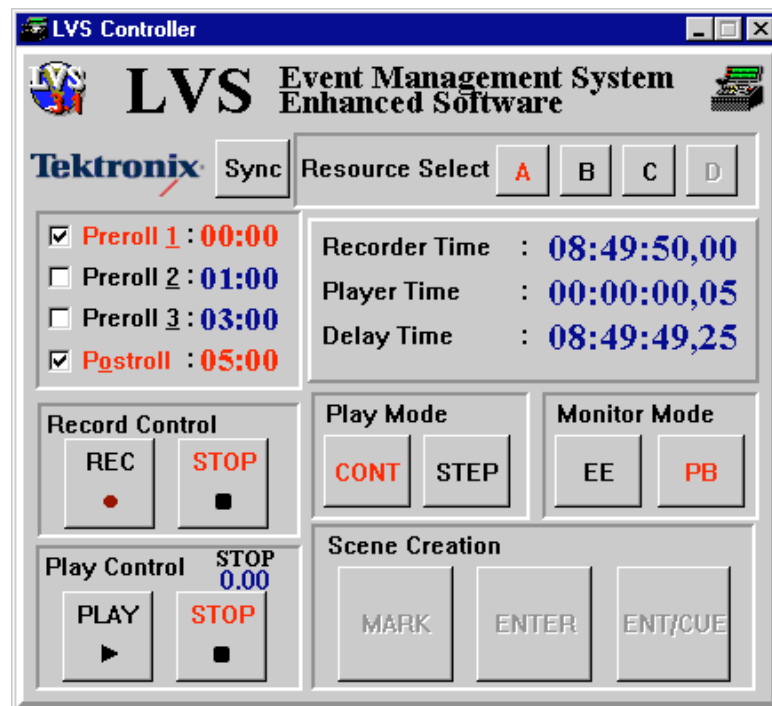 LVS Controller
LVS 3.1
LVS Event Management System
Enhanced Software
Tektronix Sync Resource Select A B C D
Preroll 1 : 00:00
Preroll 2 : 01:00
Preroll 3 : 03:00
Postroll : 05:00
Recorder Time : 08:49:50,00
Player Time : 00:00:00,05
Delay Time : 08:49:49,25
Record Control
REC STOP
Play Mode
CONT STEP
Monitor Mode
EE PB
Play Control STOP
0.00
PLAY STOP
Scene Creation
MARK ENTER ENT/CUE